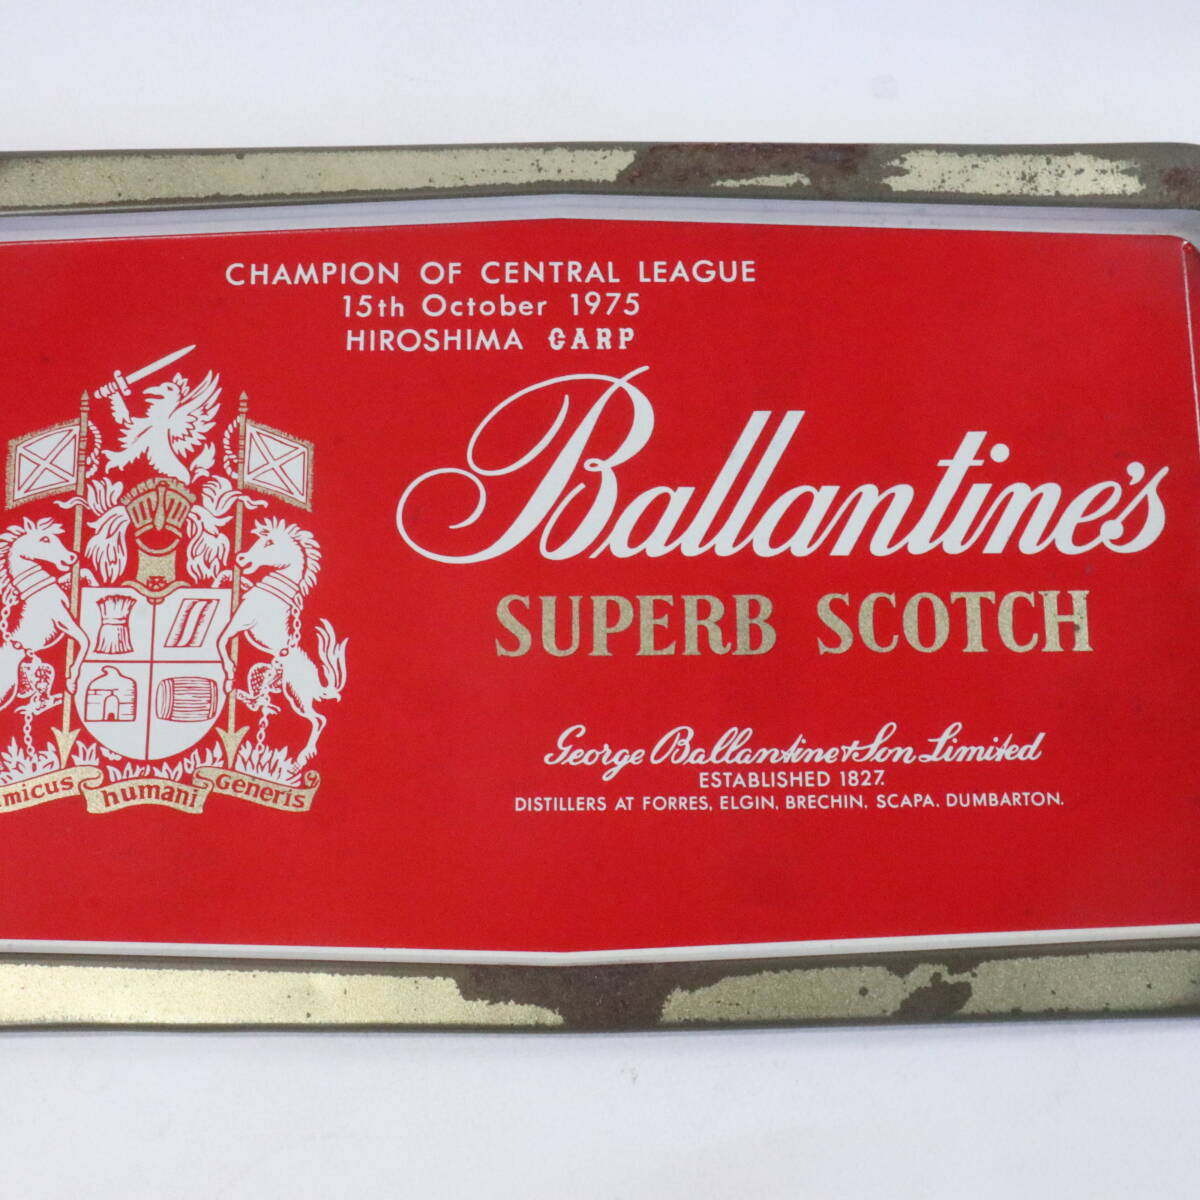 CHAMPION OF CENTRAL LEAGUE
15th October 1975
HIROSHIMA CARP
Ballantine's
SUPERB SCOTCH
George Ballantine & Son Limited
ESTABLISHED 1827.
DISTILLERS AT FORRES, ELGIN, BRECHIN, SCAPA. DUMBARTON.
micus humani Generis